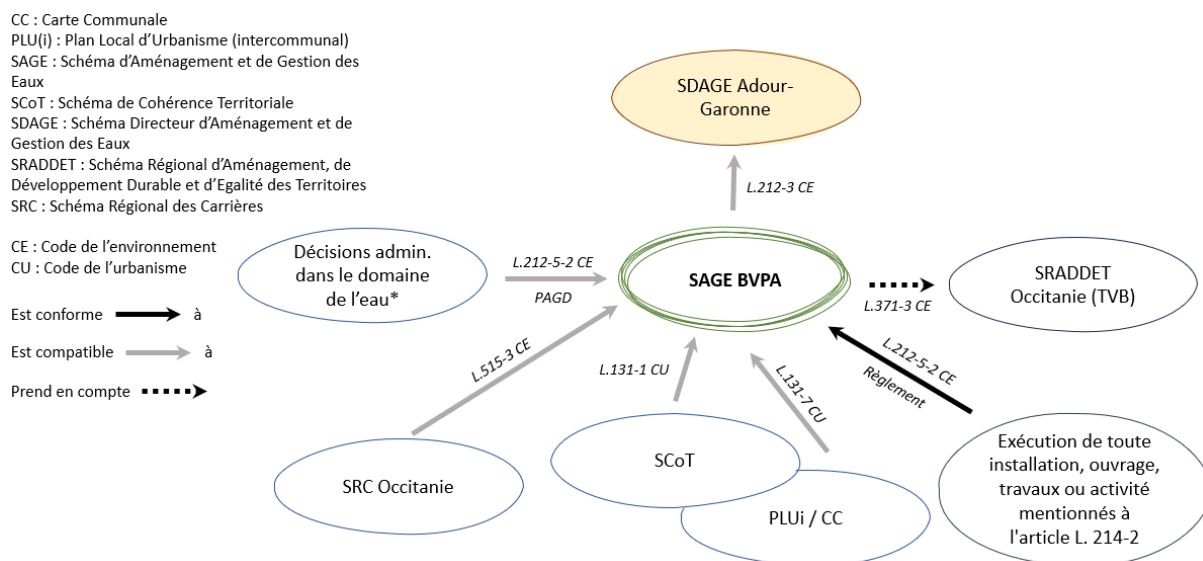 CC : Carte Communale
PLU(i) : Plan Local d’Urbanisme (intercommunal)
SAGE : Schéma d’Aménagement et de Gestion des
Eaux
SCoT : Schéma de Cohérence Territoriale
SDAGE : Schéma Directeur d’Aménagement et de
Gestion des Eaux
SRADDET : Schéma Régional d’Aménagement, de
Développement Durable et d’Egalité des Territoires
SRC : Schéma Régional des Carrières
CE : Code de l’environnement
CU : Code de l’urbanisme
Est conforme à
Est compatible à
Prend en compte
SDAGE Adour-
Garonne
L.212-3 CE
Décisions admin.
dans le domaine
de l’eau*
L.212-5-2 CE
PAGD
SAGE BVPA
L.371-3 CE
SRADDET
Occitanie (TVB)
L.515-3 CE
L.131-1 CU
L.131-7 CU
L.212-5-2 CE
Règlement
SRC Occitanie
SCoT
PLUi / CC
Exécution de toute
installation, ouvrage,
travaux ou activité
mentionnés à
l'article L. 214-2